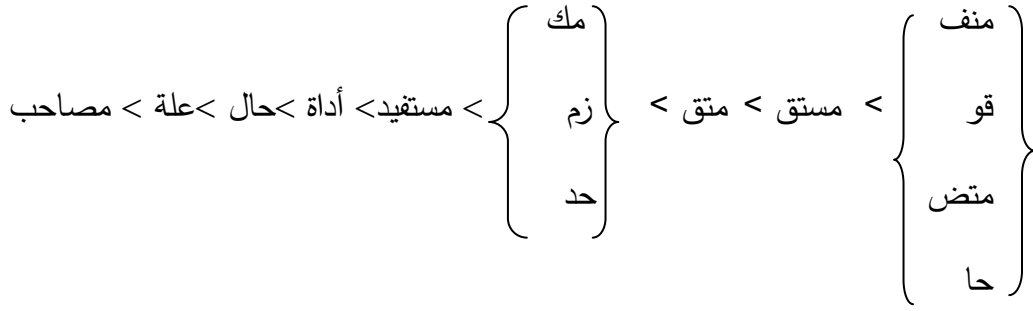 منف مك
قو > مستق > متق > زم > مستفيد> أداة >حال >علة > مصاحب
متض حد
حا